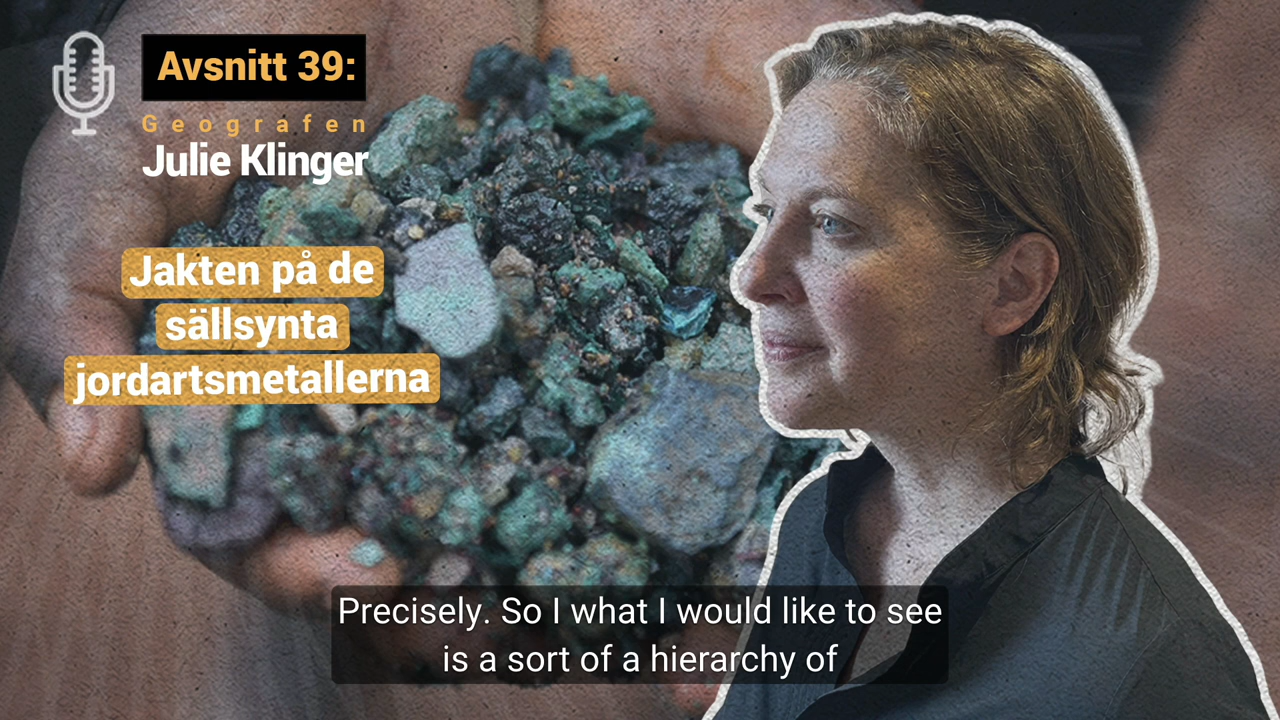 Avsnitt 39:
Geografen
Julie Klinger
Jakten på de
sällsynta
jordartsmetallerna
Precisely. So I what I would like to see
is a sort of a hierarchy of